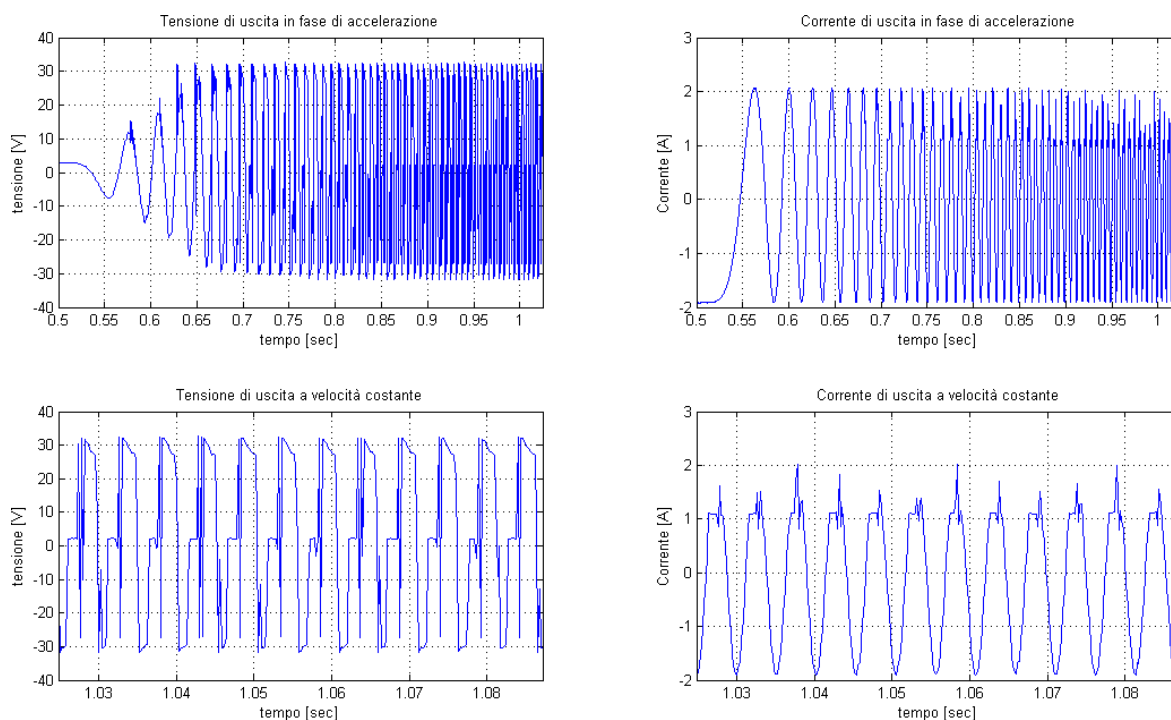 Tensione di uscita in fase di accelerazione
40
30
20
10
0
-10
-20
-30
-40
tensione [V]
0.5 0.55 0.6 0.65 0.7 0.75 0.8 0.85 0.9 0.95 1
tempo [sec]
Corrente di uscita in fase di accelerazione
3
2
1
0
-1
-2
Corrente [A]
0.5 0.55 0.6 0.65 0.7 0.75 0.8 0.85 0.9 0.95 1
tempo [sec]
Tensione di uscita a velocità costante
40
30
20
10
0
-10
-20
-30
-40
tensione [V]
1.03 1.04 1.05 1.06 1.07 1.08
tempo [sec]
Corrente di uscita a velocità costante
3
2
1
0
-1
-2
Corrente [A]
1.03 1.04 1.05 1.06 1.07 1.08
tempo [sec]